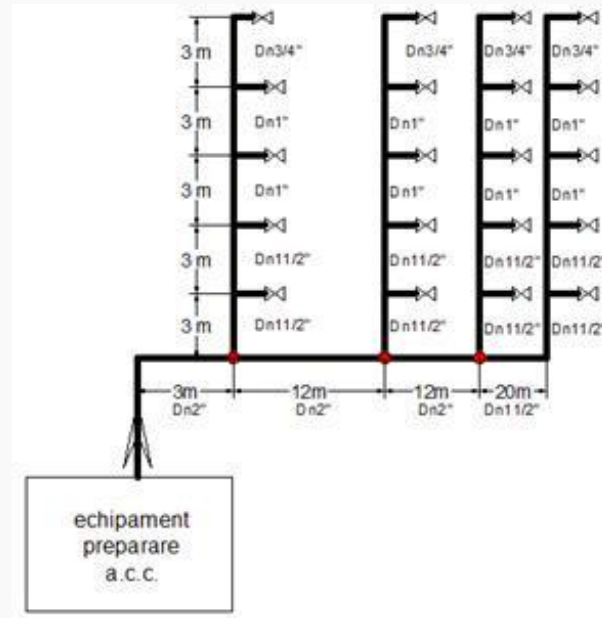 3 m
Dn3/4" Dn3/4" Dn3/4" Dn3/4"
3 m
Dn1" Dn1" Dn1" Dn1"
3 m
Dn1" Dn1" Dn1" Dn1"
3 m
Dn11/2" Dn11/2" Dn11/2" Dn11/2"
3 m
Dn11/2" Dn11/2" Dn11/2" Dn11/2"
3m 12m 12m 20m
Dn2" Dn2" Dn2" Dn11/2"
echipament
preparare
a.c.c.